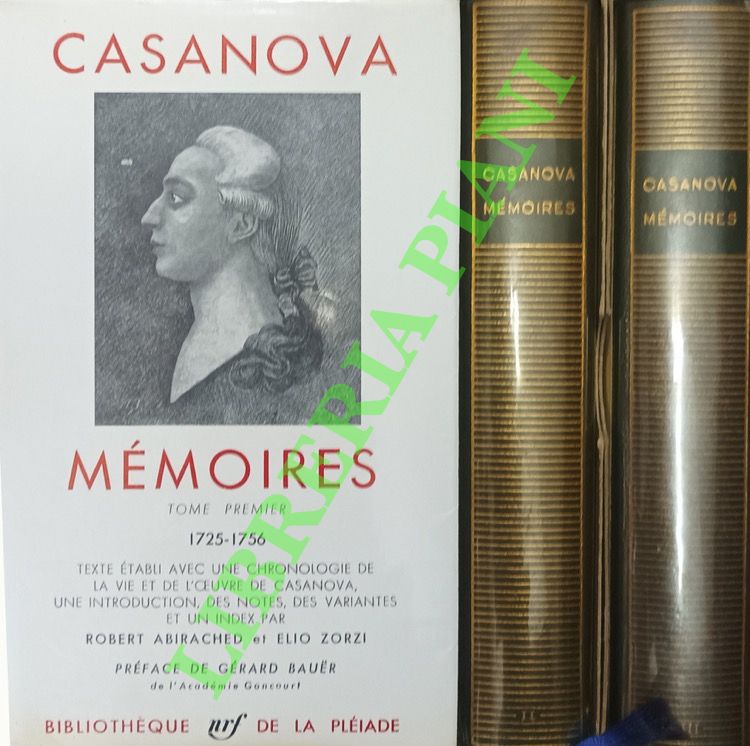 CASANOVA
MÉMOIRES
TOME PREMIER
1725-1756
TEXTE ÉTABLI AVEC UNE CHRONOLOGIE DE
LA VIE ET DE L'ŒUVRE DE CASANOVA,
UNE INTRODUCTION, DES NOTES, DES VARIANTES
ET UN INDEX PAR
ROBERT ABIRACHED et ELIO ZORZI
PRÉFACE DE GÉRARD BAUËR
de l'Académie Goncourt
BIBLIOTHÈQUE nrf DE LA PLÉIADE
CASANOVA
MÉMOIRES
II
CASANOVA
MÉMOIRES
LIBRERIA PIANI